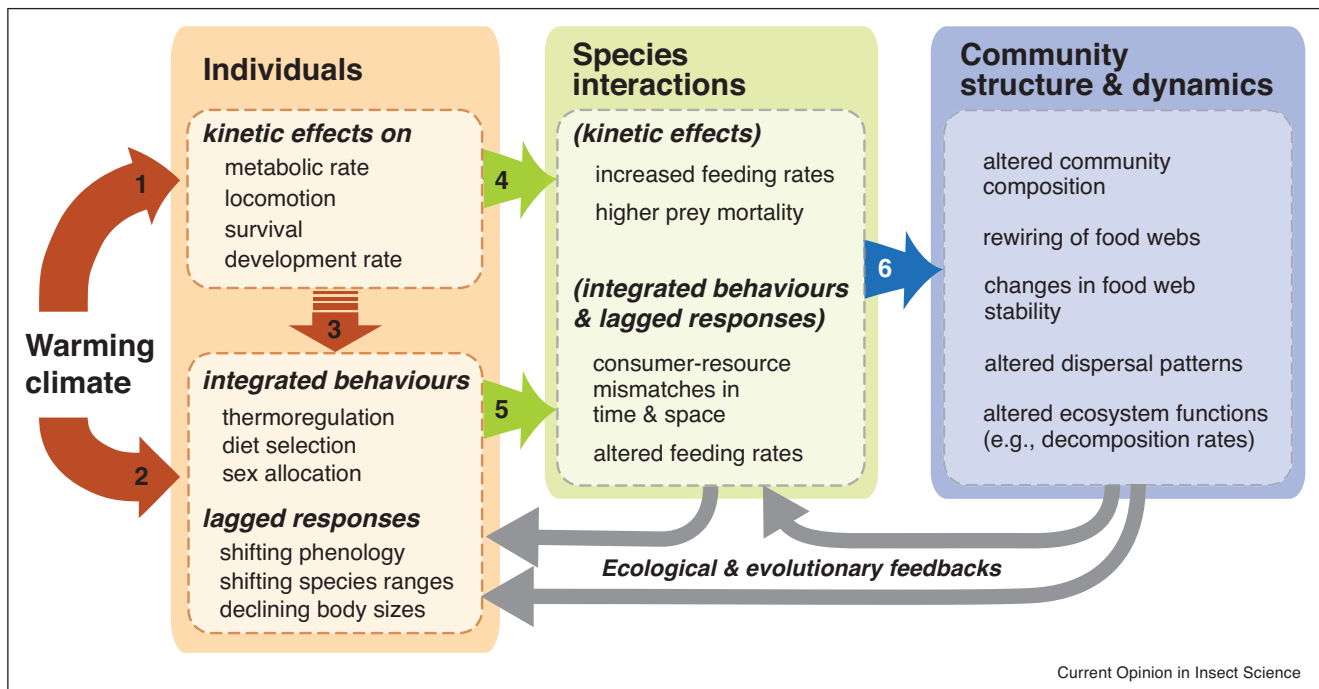 Individuals
kinetic effects on
metabolic rate
locomotion
survival
development rate
1
2
3
Warming
climate
integrated behaviours
thermoregulation
diet selection
sex allocation
lagged responses
shifting phenology
shifting species ranges
declining body sizes
4
5
Species
interactions
(kinetic effects)
increased feeding rates
higher prey mortality
(integrated behaviours
& lagged responses)
consumer-resource
mismatches in
time & space
altered feeding rates
6
Community
structure & dynamics
altered community
composition
rewiring of food webs
changes in food web
stability
altered dispersal patterns
altered ecosystem functions
(e.g., decomposition rates)
Ecological & evolutionary feedbacks
Current Opinion in Insect Science